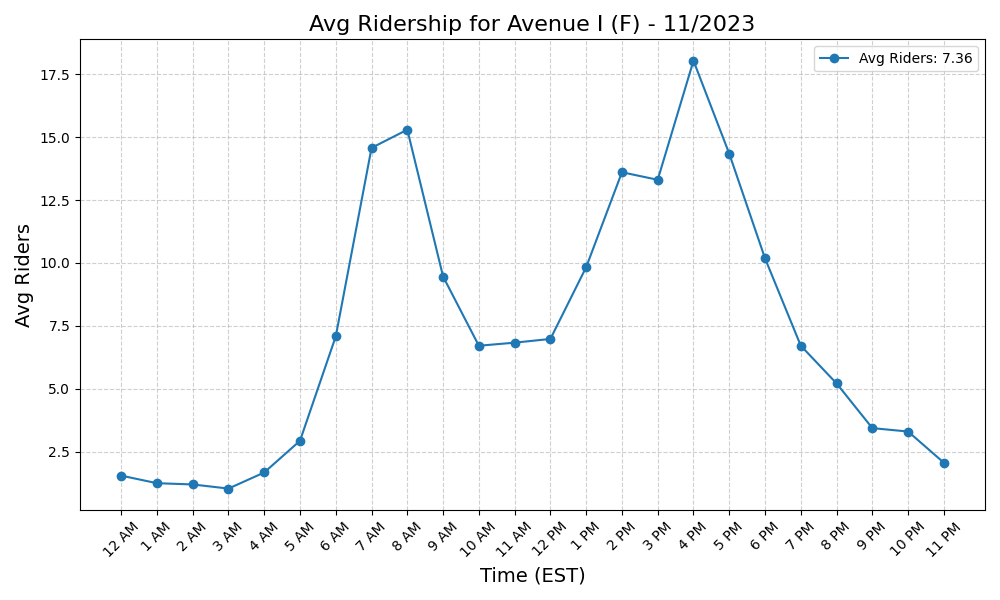 Avg Ridership for Avenue I (F) - 11/2023
Avg Riders: 7.36
Avg Riders
17.5
15.0
12.5
10.0
7.5
5.0
2.5
12 AM
1 AM
2 AM
3 AM
4 AM
5 AM
6 AM
7 AM
8 AM
9 AM
10 AM
11 AM
12 PM
1 PM
2 PM
3 PM
4 PM
5 PM
6 PM
7 PM
8 PM
9 PM
10 PM
11 PM
Time (EST)